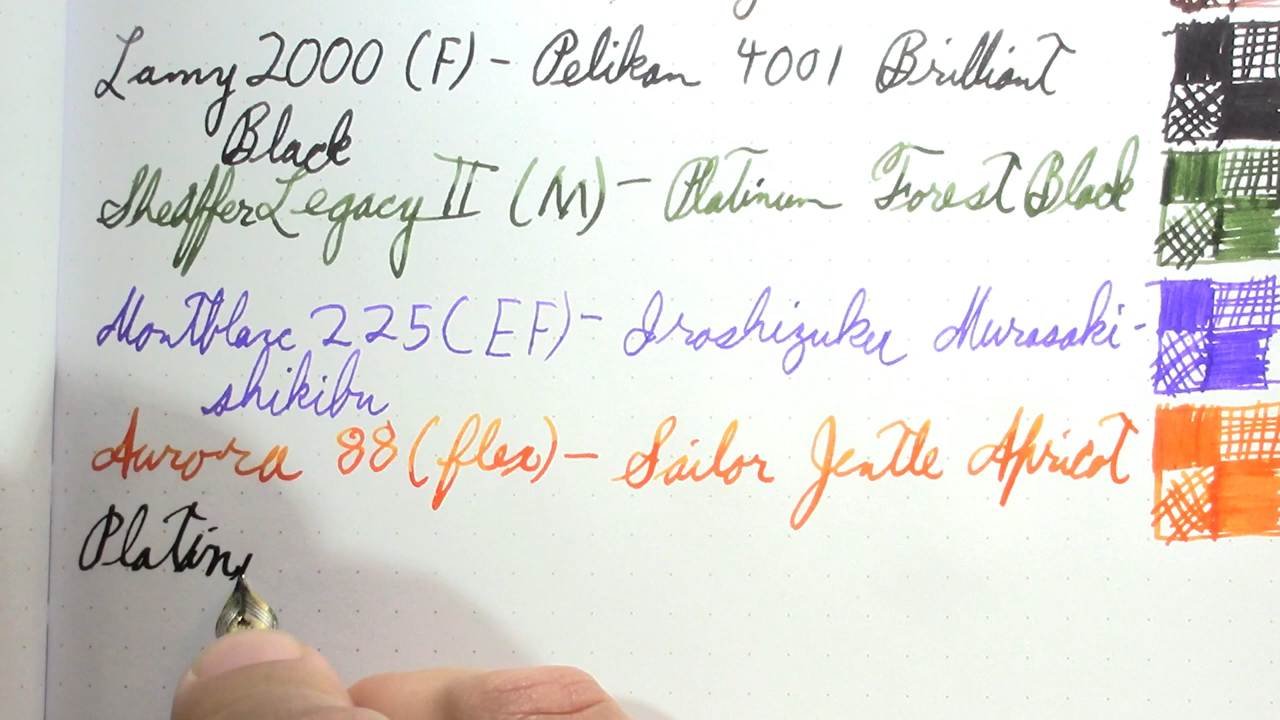 Lamy 2000 (F) - Pelikan 4001 Brilliant
Black
Sheaffer Legacy II (M) - Platinum Forest Black
Montblanc 225 (EF) - Iroshizuku Murasaki-
shikibu
Aurora 88 (flex) - Sailor Jentle Apricot
Platin